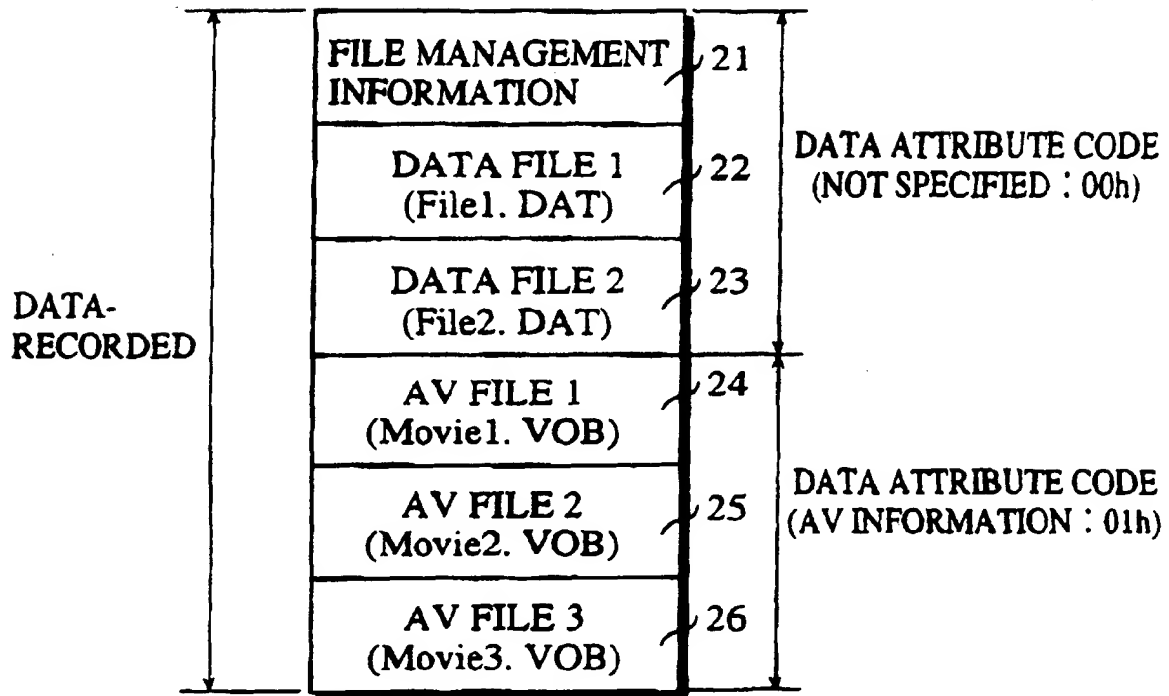 FILE MANAGEMENT
INFORMATION
21
DATA FILE 1
(File1. DAT)
22
DATA ATTRIBUTE CODE
(NOT SPECIFIED : 00h)
DATA FILE 2
(File2. DAT)
23
DATA-
RECORDED
AV FILE 1
(Movie1. VOB)
24
AV FILE 2
(Movie2. VOB)
25
DATA ATTRIBUTE CODE
(AV INFORMATION : 01h)
AV FILE 3
(Movie3. VOB)
26